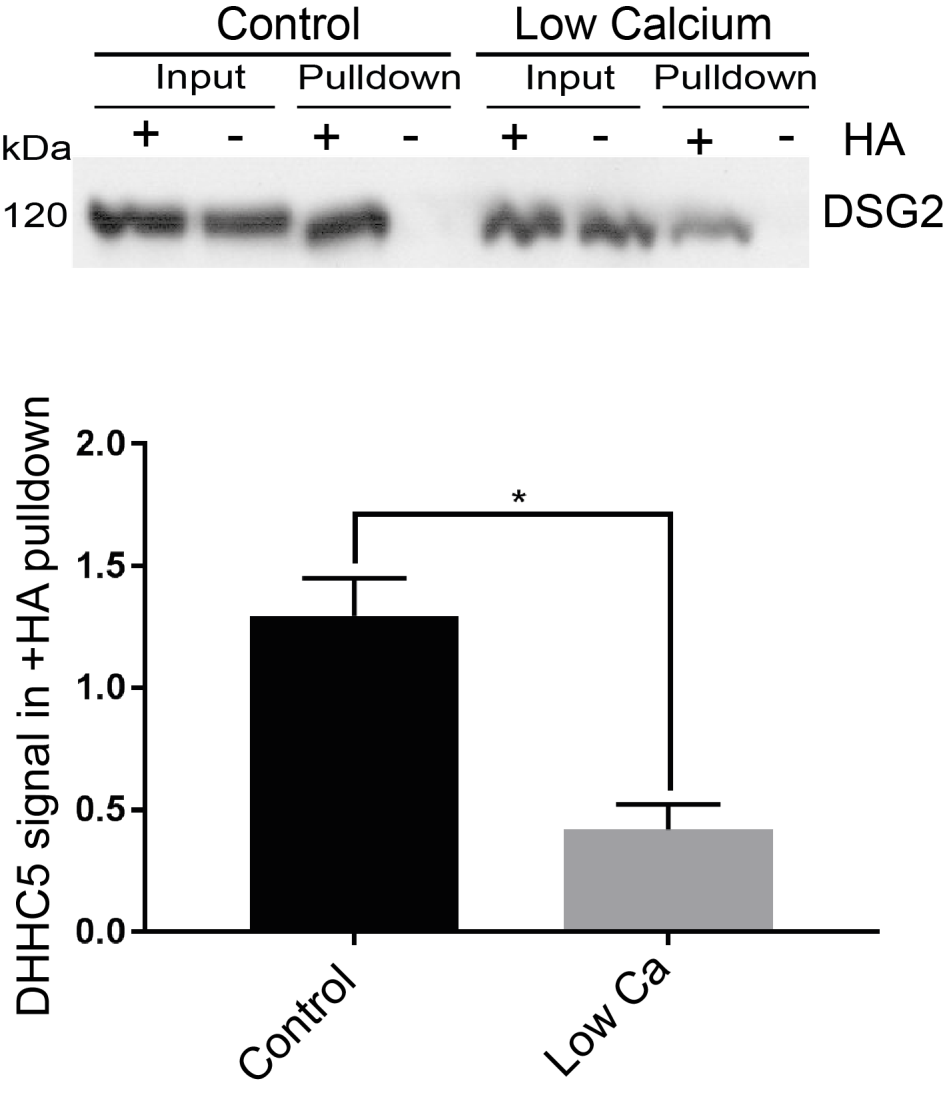 Control Low Calcium
Input Pulldown Input Pulldown
kDa + - + - + - + - HA
120 DSG2
DHHC5 signal in +HA pulldown
2.0
*
1.5
1.0
0.5
0.0
Control Low Ca